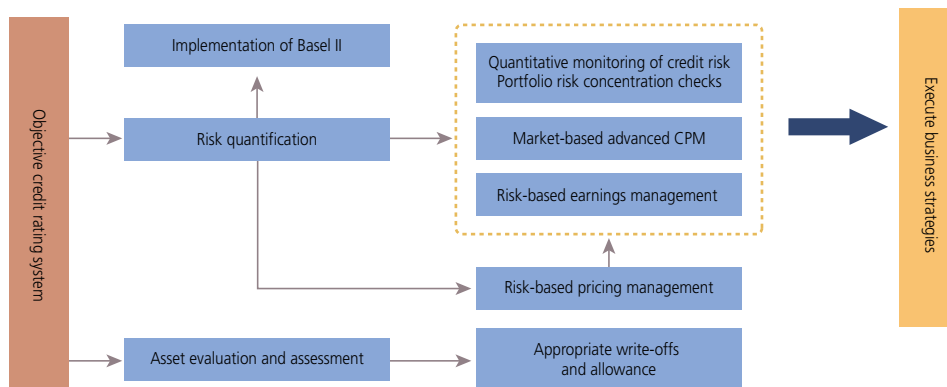 Objective credit rating system
Implementation of Basel II
Risk quantification
Asset evaluation and assessment
Quantitative monitoring of credit risk
Portfolio risk concentration checks
Market-based advanced CPM
Risk-based earnings management
Risk-based pricing management
Appropriate write-offs
and allowance
Execute business strategies